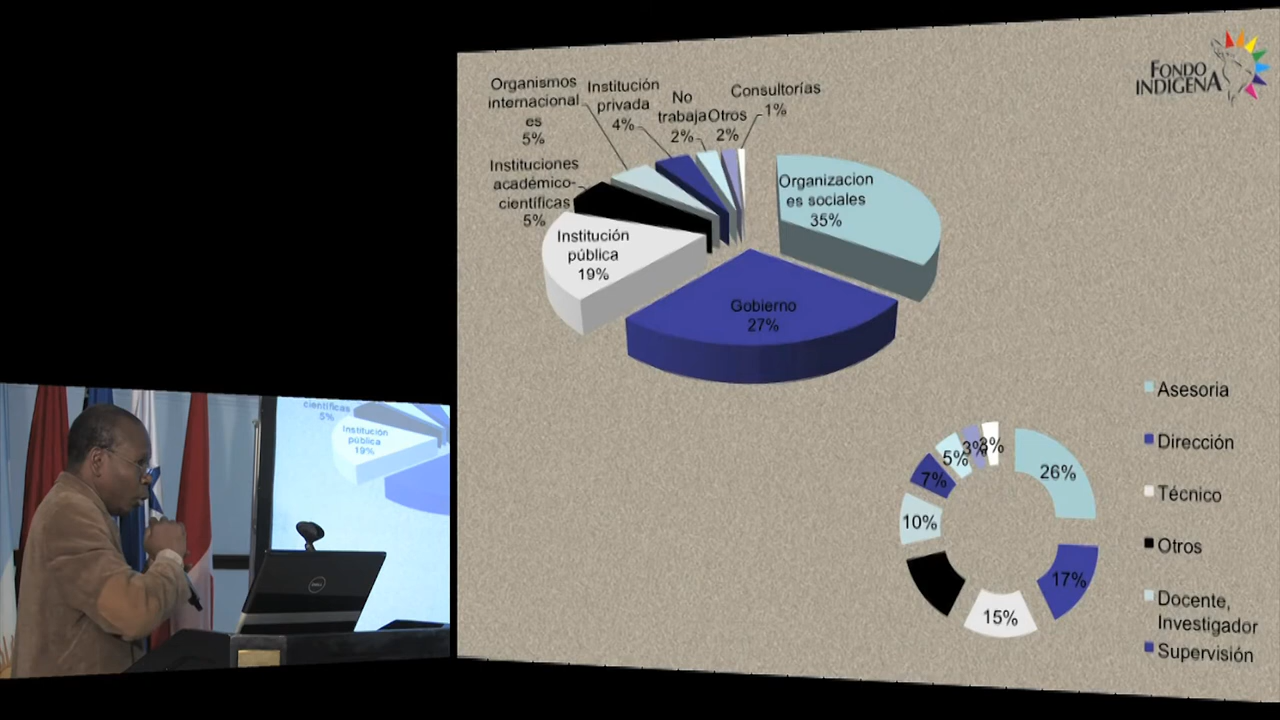 FONDO
INDIGENA
Organismos
internacional
es
5%
Institución
privada
4%
No
trabaja
2%
Otros
2%
Consultorías
1%
Instituciones
académico-
científicas
5%
Organizacion
es sociales
35%
Institución
pública
19%
Gobierno
27%
26%
17%
15%
10%
7%
5%
3%
3%
Asesoria
Dirección
Técnico
Otros
Docente,
Investigador
Supervisión
científicas
5%
Institución
pública
19%
DELL